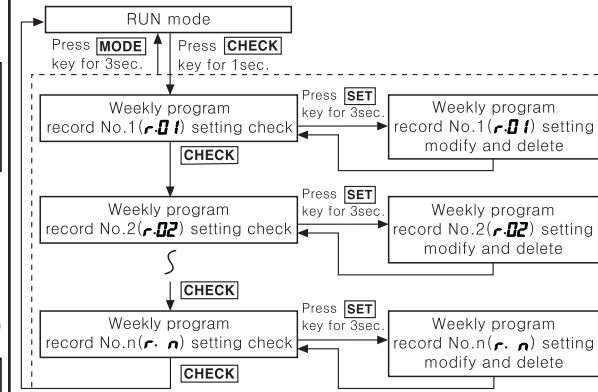 RUN mode
Press MODE
key for 3sec.
Press CHECK
key for 1sec.
Weekly program
record No.1(r.01) setting check
Press SET
key for 3sec.
Weekly program
record No.1(r.01) setting
modify and delete
CHECK
Weekly program
record No.2(r.02) setting check
Press SET
key for 3sec.
Weekly program
record No.2(r.02) setting
modify and delete
CHECK
Weekly program
record No.n(r. n) setting check
Press SET
key for 3sec.
Weekly program
record No.n(r. n) setting
modify and delete
CHECK